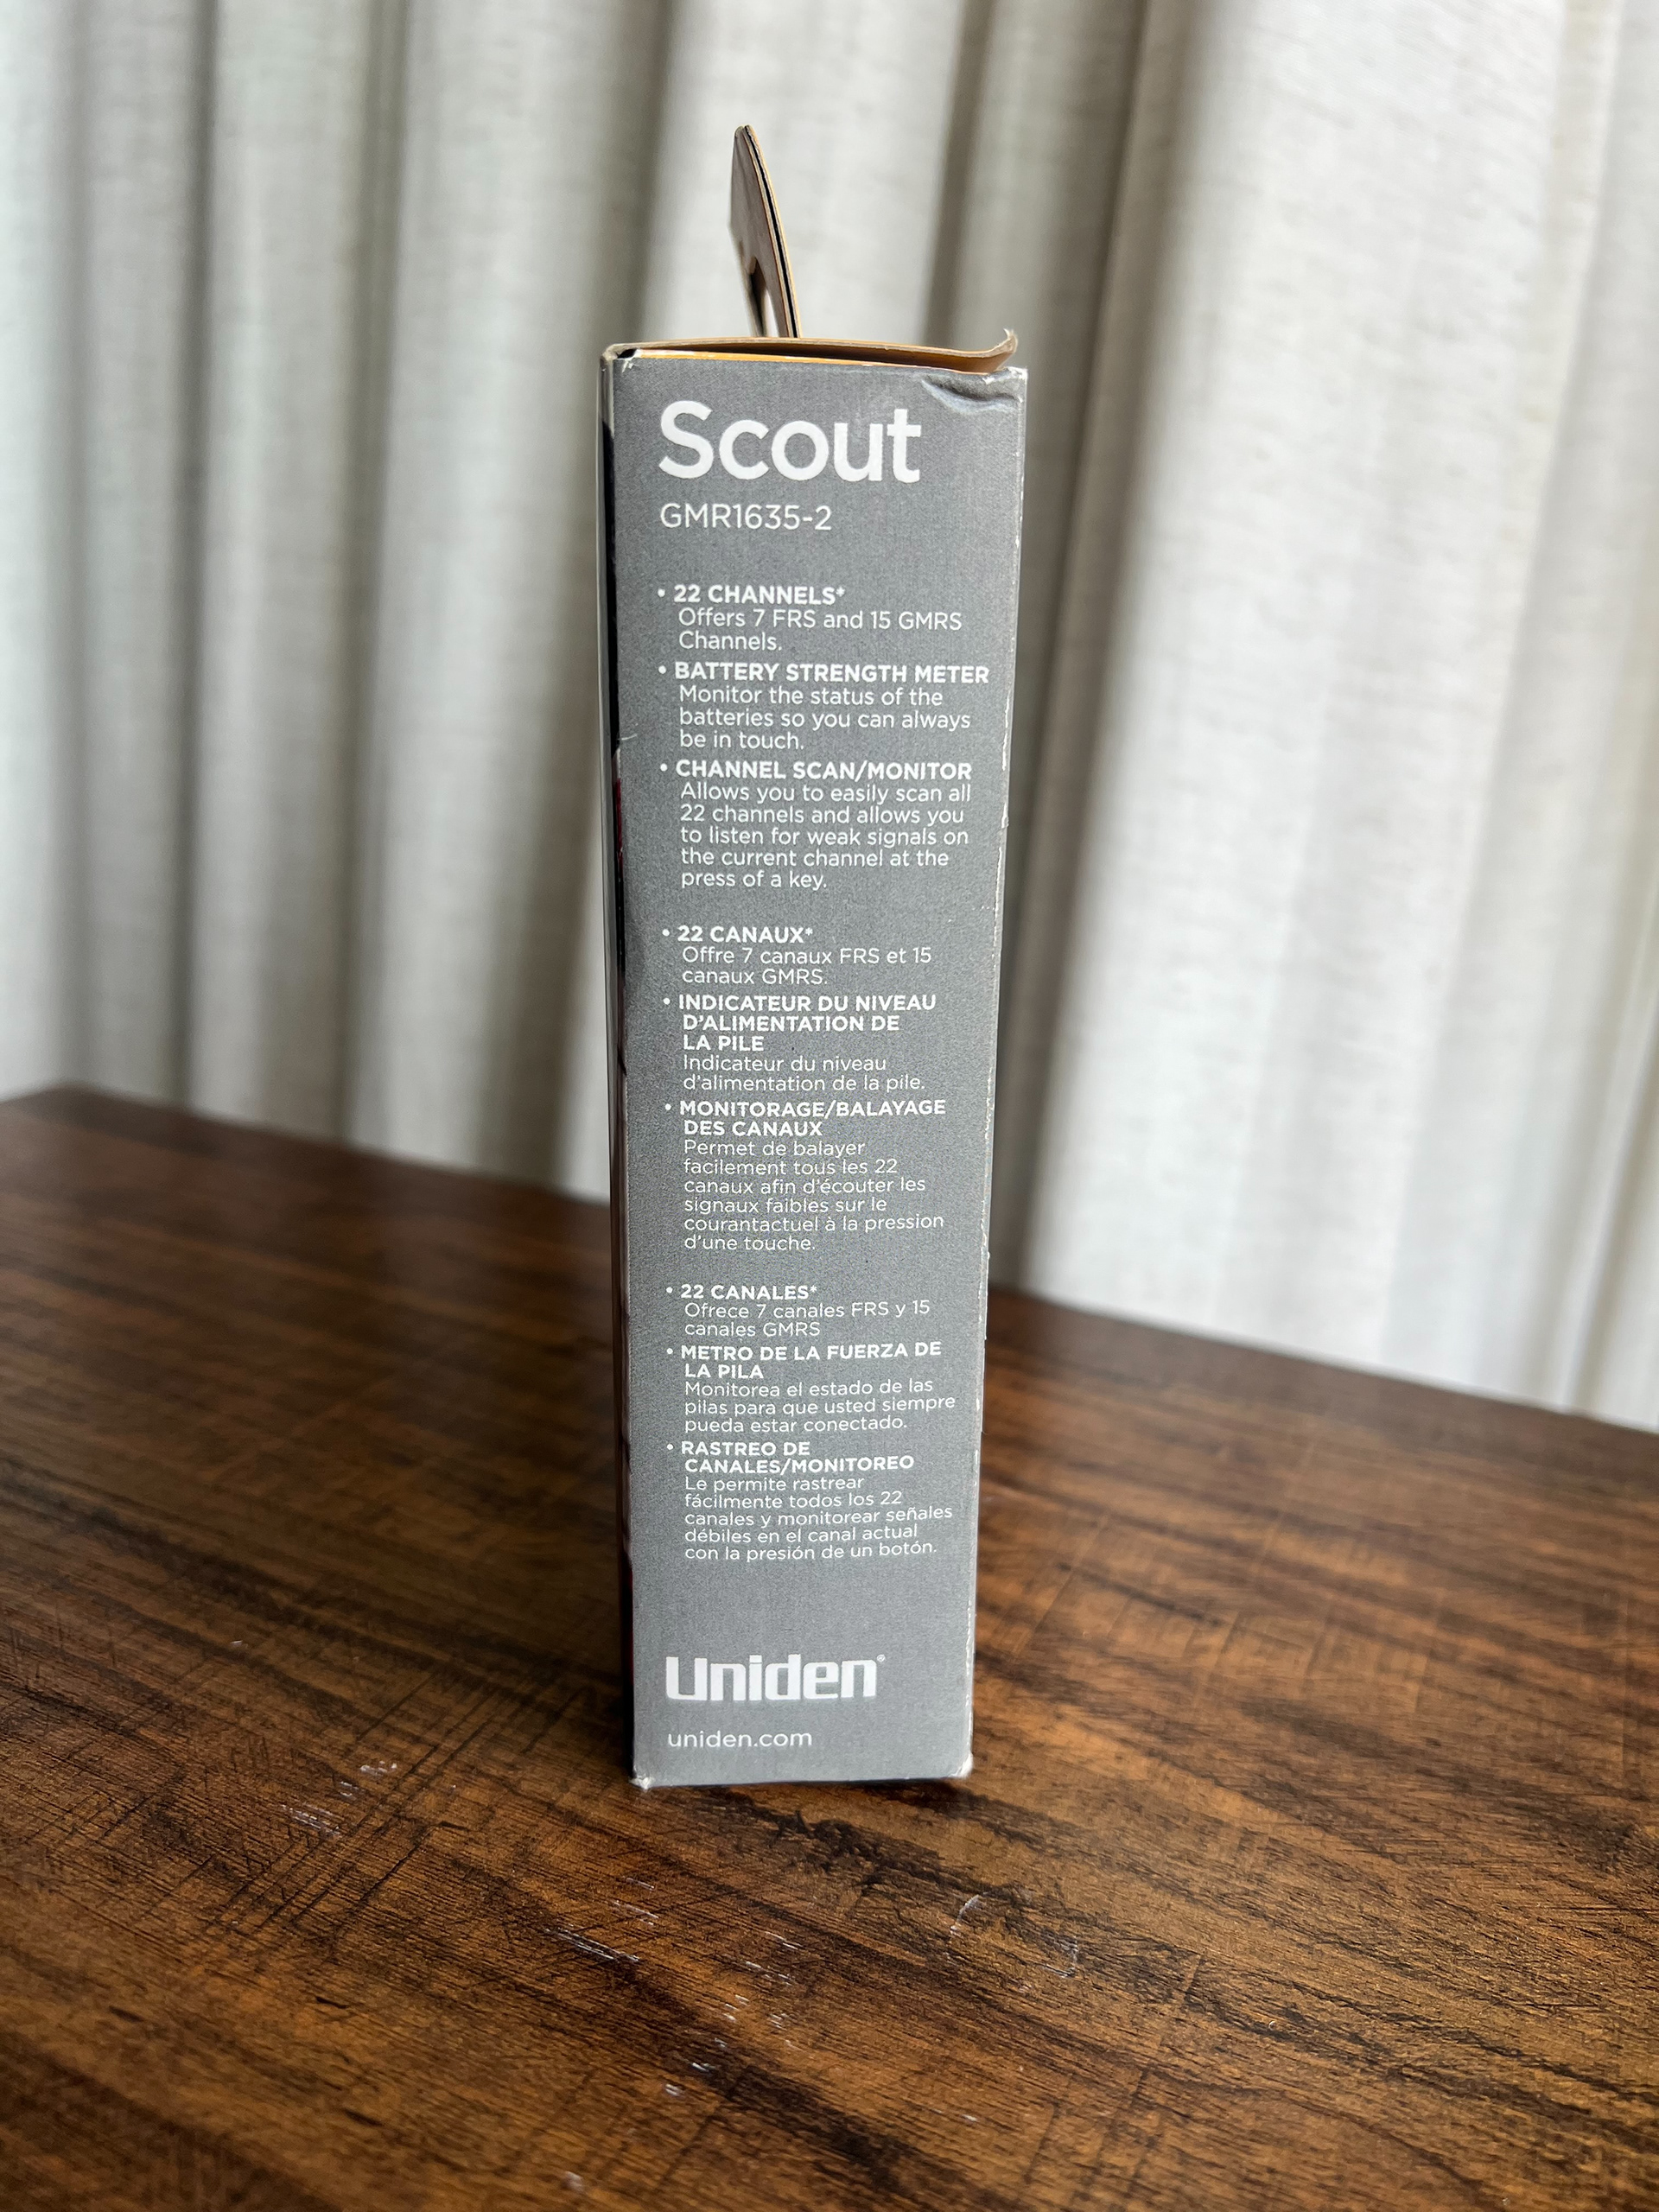 Scout
GMR1635-2
• 22 CHANNELS*
Offers 7 FRS and 15 GMRS
Channels.
• BATTERY STRENGTH METER
Monitor the status of the
batteries so you can always
be in touch.
• CHANNEL SCAN/MONITOR
Allows you to easily scan all
22 channels and allows you
to listen for weak signals on
the current channel at the
press of a key.
• 22 CANAUX*
Offre 7 canaux FRS et 15
canaux GMRS.
• INDICATEUR DU NIVEAU
D'ALIMENTATION DE
LA PILE
Indicateur du niveau
d'alimentation de la pile.
• MONITORAGE/BALAYAGE
DES CANAUX
Permet de balayer
facilement tous les 22
canaux afin d'écouter les
signaux faibles sur le
courantactuel à la pression
d'une touche.
• 22 CANALES*
Ofrece 7 canales FRS y 15
canales GMRS
• METRO DE LA FUERZA DE
LA PILA
Monitorea el estado de las
pilas para que usted siempre
pueda estar conectado.
• RASTREO DE
CANALES/MONITOREO
Le permite rastrear
fácilmente todos los 22
canales y monitorear señales
débiles en el canal actual
con la presión de un botón.
Uniden®
uniden.com